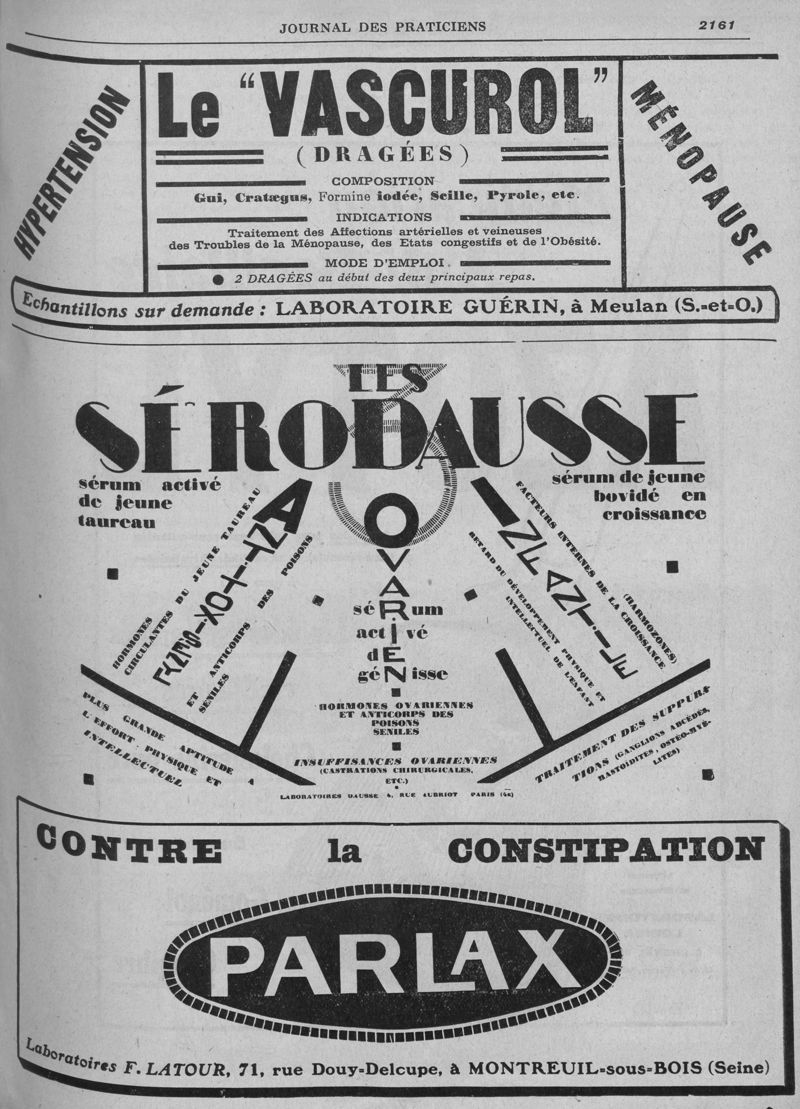 JOURNAL DES PRATICIENS
2161
HYPERTENSION
Le "VASCUROL"
(DRAGÉES)
COMPOSITION
Gui, Cratægus, Formine iodée, Scille, Pyrole, etc.
INDICATIONS
Traitement des Affections artérielles et veineuses
des Troubles de la Ménopause, des Etats congestifs et de l'Obésité.
MODE D'EMPLOI
2 DRAGÉES au début des deux principaux repas.
MÉNOPAUSE
Echantillons sur demande : LABORATOIRE GUÉRIN, à Meulan (S.-et-O.)
LES
SÉRODAUSSE
sérum activé
de jeune
taureau
sérum de jeune
bovidé en
croissance
HORMONES
CIRCULANTES DU JEUNE TAUREAU
ANTITOXI
ET ANTICORPS DES POISONS
SÉNILES
PLUS GRANDE APTITUDE
L'EFFORT PHYSIQUE ET
INTELLECTUEL
OVARIEN
séRum
actIvé
dE
géNisse
HORMONES OVARIENNES
ET ANTICORPS DES
POISONS
SENILES
INSUFFISANCES OVARIENNES
(CASTRATIONS CHIRURGICALES,
ETC.)
FACTEURS INTERNES DE LA CROISSANCE
(HARMOZONES)
INFANTILE
RETARD DU DÉVELOPPEMENT PHYSIQUE ET
INTELLECTUEL DE L'ENFANT
TRAITEMENT DES SUPPURA
TIONS (GANGLIONS ABCÉDÉS,
MASTOÏDITES, OSTÉO-MYÉ-
LITES)
LABORATOIRES DAUSSE 4, RUE AUBRIOT PARIS (4e)
CONTRE la CONSTIPATION
PARLAX
Laboratoires F. LATOUR, 71, rue Douy-Delcupe, à MONTREUIL-sous-BOIS (Seine)